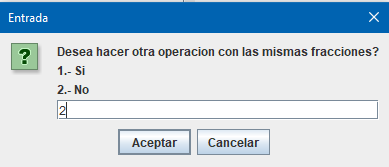 Entrada
Desea hacer otra operacion con las mismas fracciones?
1.- Si
2.- No
2
Aceptar Cancelar